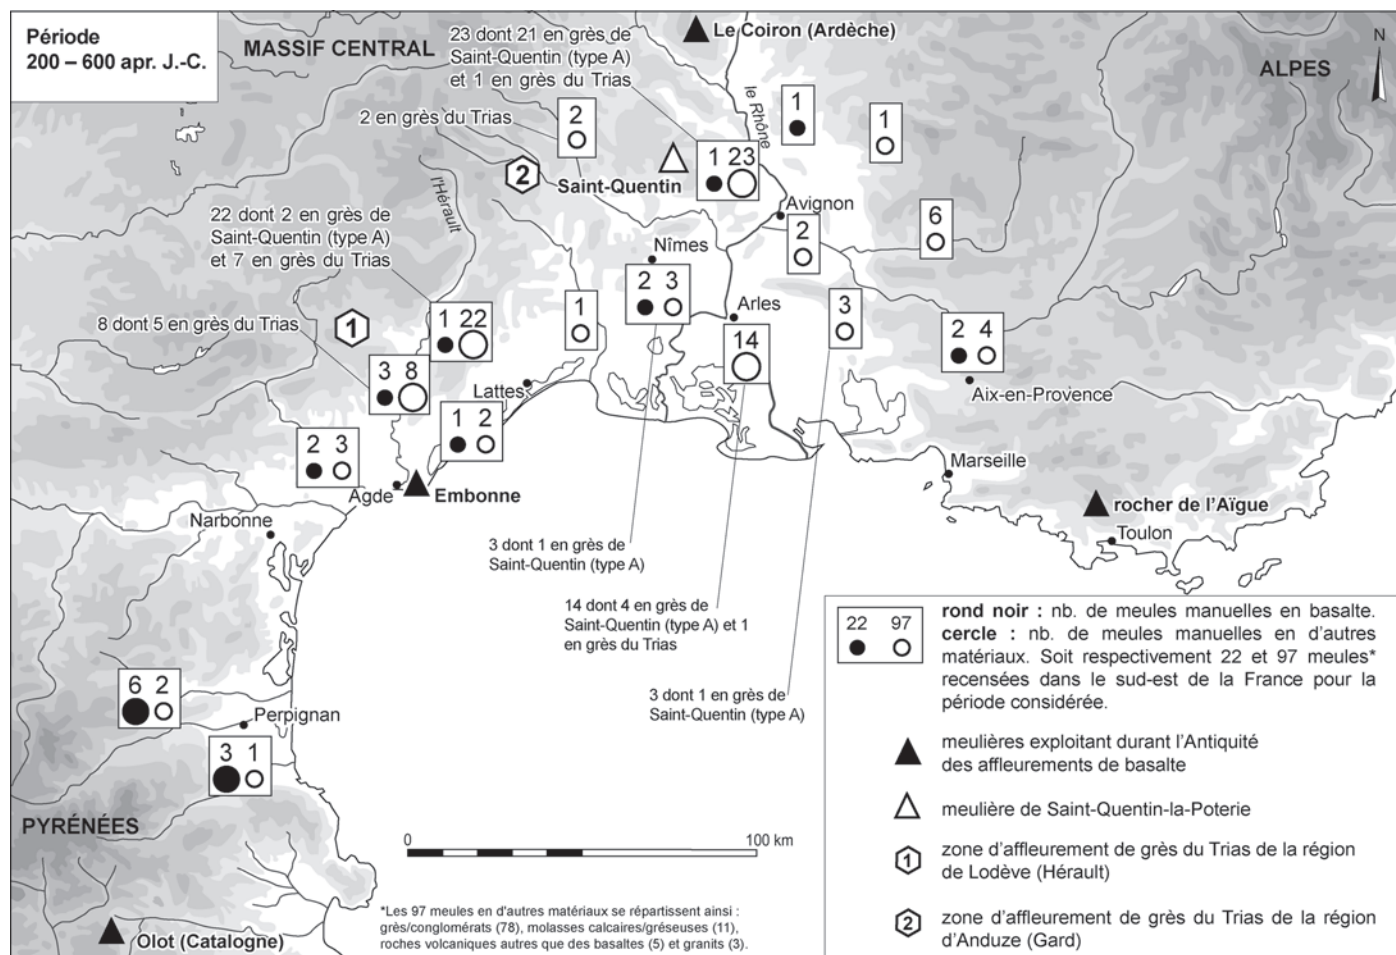 Période
200 – 600 apr. J.-C.
MASSIF CENTRAL
23 dont 21 en grès de
Saint-Quentin (type A)
et 1 en grès du Trias
Le Coiron (Ardèche)
ALPES
N
le Rhône
2 en grès du Trias
2
1
1
2
Saint-Quentin
1 23
l'Hérault
Avignon
22 dont 2 en grès de
Saint-Quentin (type A)
et 7 en grès du Trias
6
2
Nîmes
2 3
8 dont 5 en grès du Trias
1
1 22
1
Arles
14
3
2 4
Aix-en-Provence
3 8
Lattes
1 2
2 3
Agde
Embonne
Marseille
rocher de l'Aïgue
Toulon
Narbonne
3 dont 1 en grès de
Saint-Quentin (type A)
14 dont 4 en grès de
Saint-Quentin (type A) et 1
en grès du Trias
3 dont 1 en grès de
Saint-Quentin (type A)
6 2
Perpignan
3 1
PYRÉNÉES
Olot (Catalogne)
0 100 km
*Les 97 meules en d'autres matériaux se répartissent ainsi :
grès/conglomérats (78), molasses calcaires/gréseuses (11),
roches volcaniques autres que des basaltes (5) et granits (3).
22 97
rond noir : nb. de meules manuelles en basalte.
cercle : nb. de meules manuelles en d'autres
matériaux. Soit respectivement 22 et 97 meules*
recensées dans le sud-est de la France pour la
période considérée.
meulières exploitant durant l'Antiquité
des affleurements de basalte
meulière de Saint-Quentin-la-Poterie
1
zone d'affleurement de grès du Trias de la région
de Lodève (Hérault)
2
zone d'affleurement de grès du Trias de la région
d'Anduze (Gard)